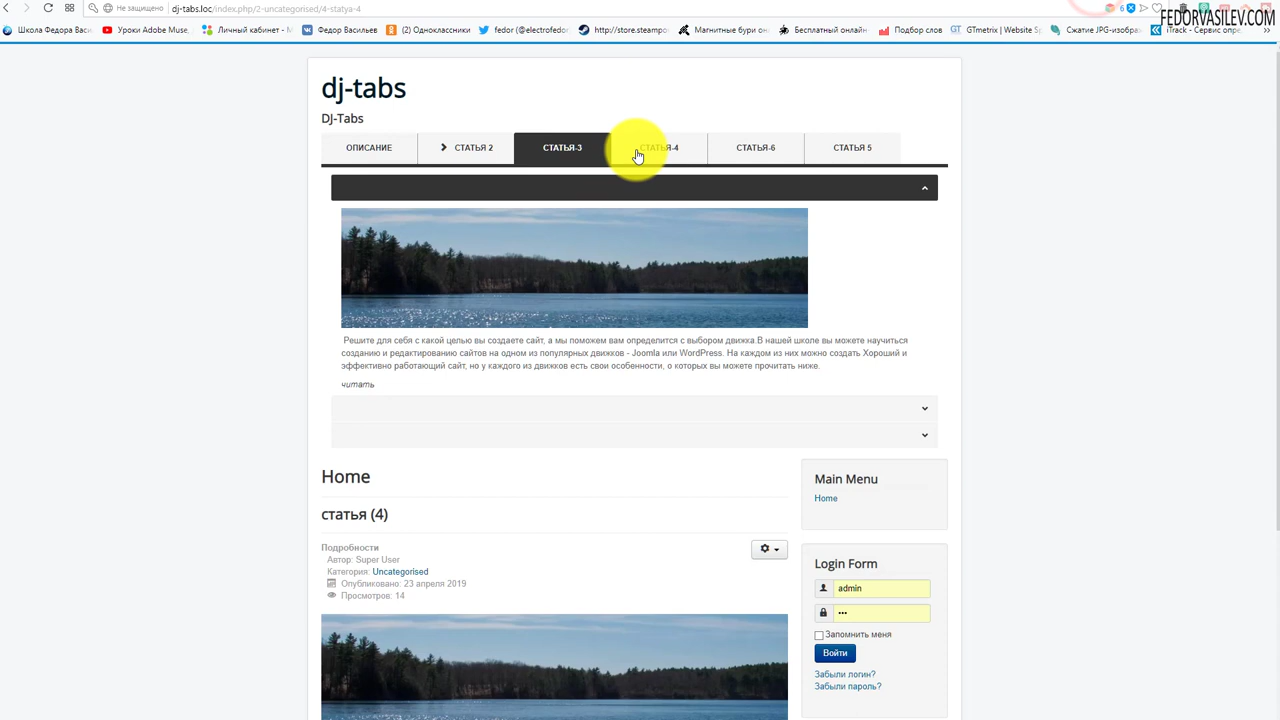 Не защищено dj-tabs.loc/index.php/2-uncategorised/4-statya-4
6
FEDORVASILEV.COM
Школа Федора Васи.
Уроки Adobe Muse..
Личный кабинет - М
Федор Васильев
(2) Одноклассники
fedor (@electrofedor
http://store.steampo
Магнитные бури он
Бесплатный онлайн
Подбор слов
GTmetrix | Website Sp
Сжатие JPG-изображ
iTrack - Сервис опре.
dj-tabs
DJ-Tabs
ОПИСАНИЕ
СТАТЬЯ 2
СТАТЬЯ-3
СТАТЬЯ-4
СТАТЬЯ-6
СТАТЬЯ 5
Решите для себя с какой целью вы создаете сайт, а мы поможем вам определится с выбором движка.В нашей школе вы можете научиться
созданию и редактированию сайтов на одном из популярных движков - Joomla или WordPress. На каждом из них можно создать Хороший и
эффективно работающий сайт, но у каждого из движков есть свои особенности, о которых вы можете прочитать ниже.
читать
Home
статья (4)
Подробности
Автор: Super User
Категория: Uncategorised
Опубликовано: 23 апреля 2019
Просмотров: 14
Main Menu
Home
Login Form
admin
•••
Запомнить меня
Войти
Забыли логин?
Забыли пароль?